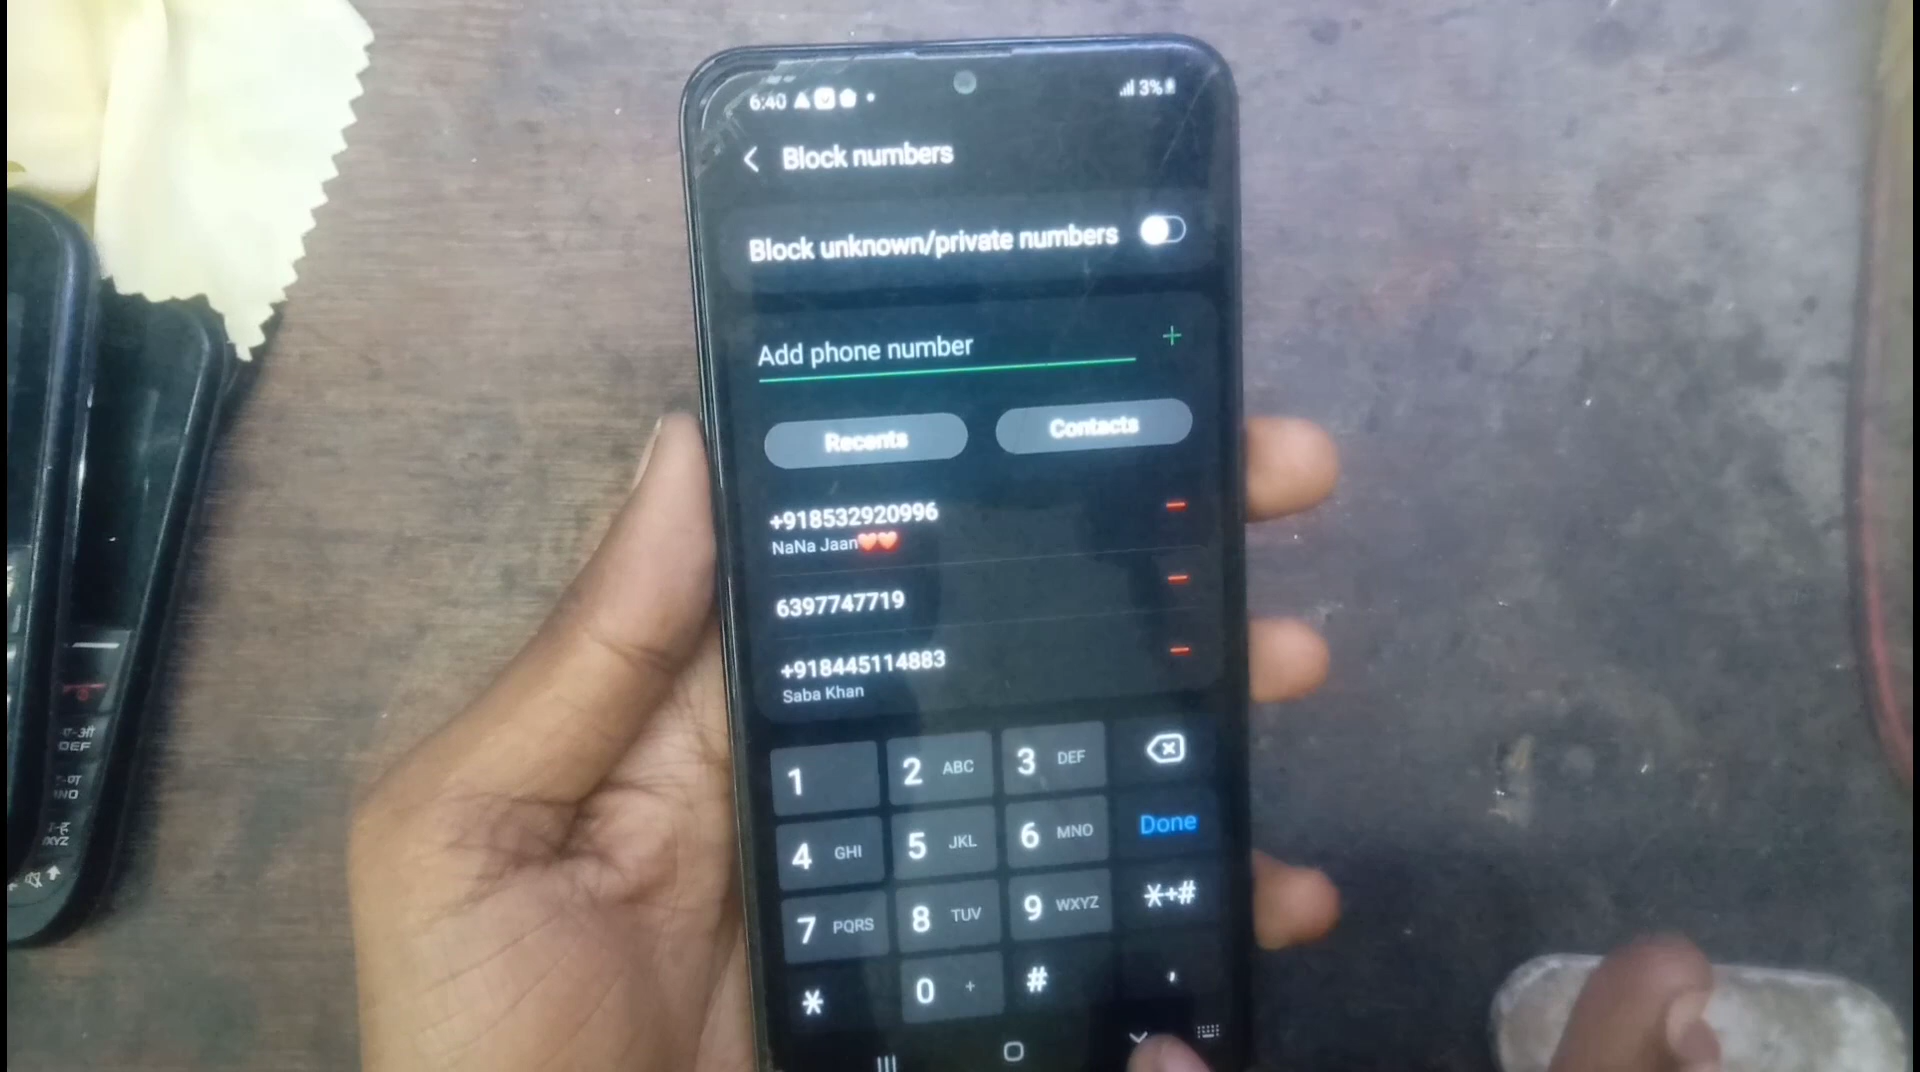 6:40
3%
Block numbers
Block unknown/private numbers
Add phone number +
Recents
Contacts
+918532920996
NaNa Jaan❤️❤️
6397747719
+918445114883
Saba Khan
1
2 ABC
3 DEF
4 GHI
5 JKL
6 MNO
Done
7 PQRS
8 TUV
9 WXYZ
*+#
*
0 +
#
DEF